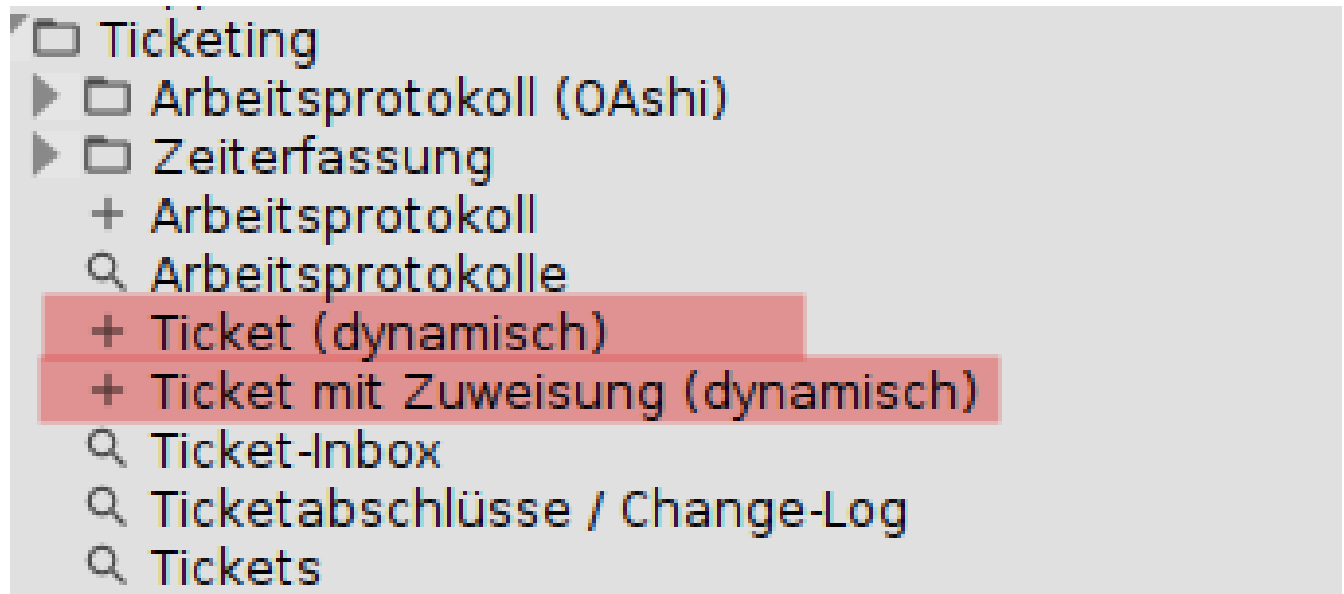 Ticketing
Arbeitsprotokoll (OAshi)
Zeiterfassung
Arbeitsprotokoll
Arbeitsprotokolle
Ticket (dynamisch)
Ticket mit Zuweisung (dynamisch)
Ticket-Inbox
Ticketabschlüsse / Change-Log
Tickets